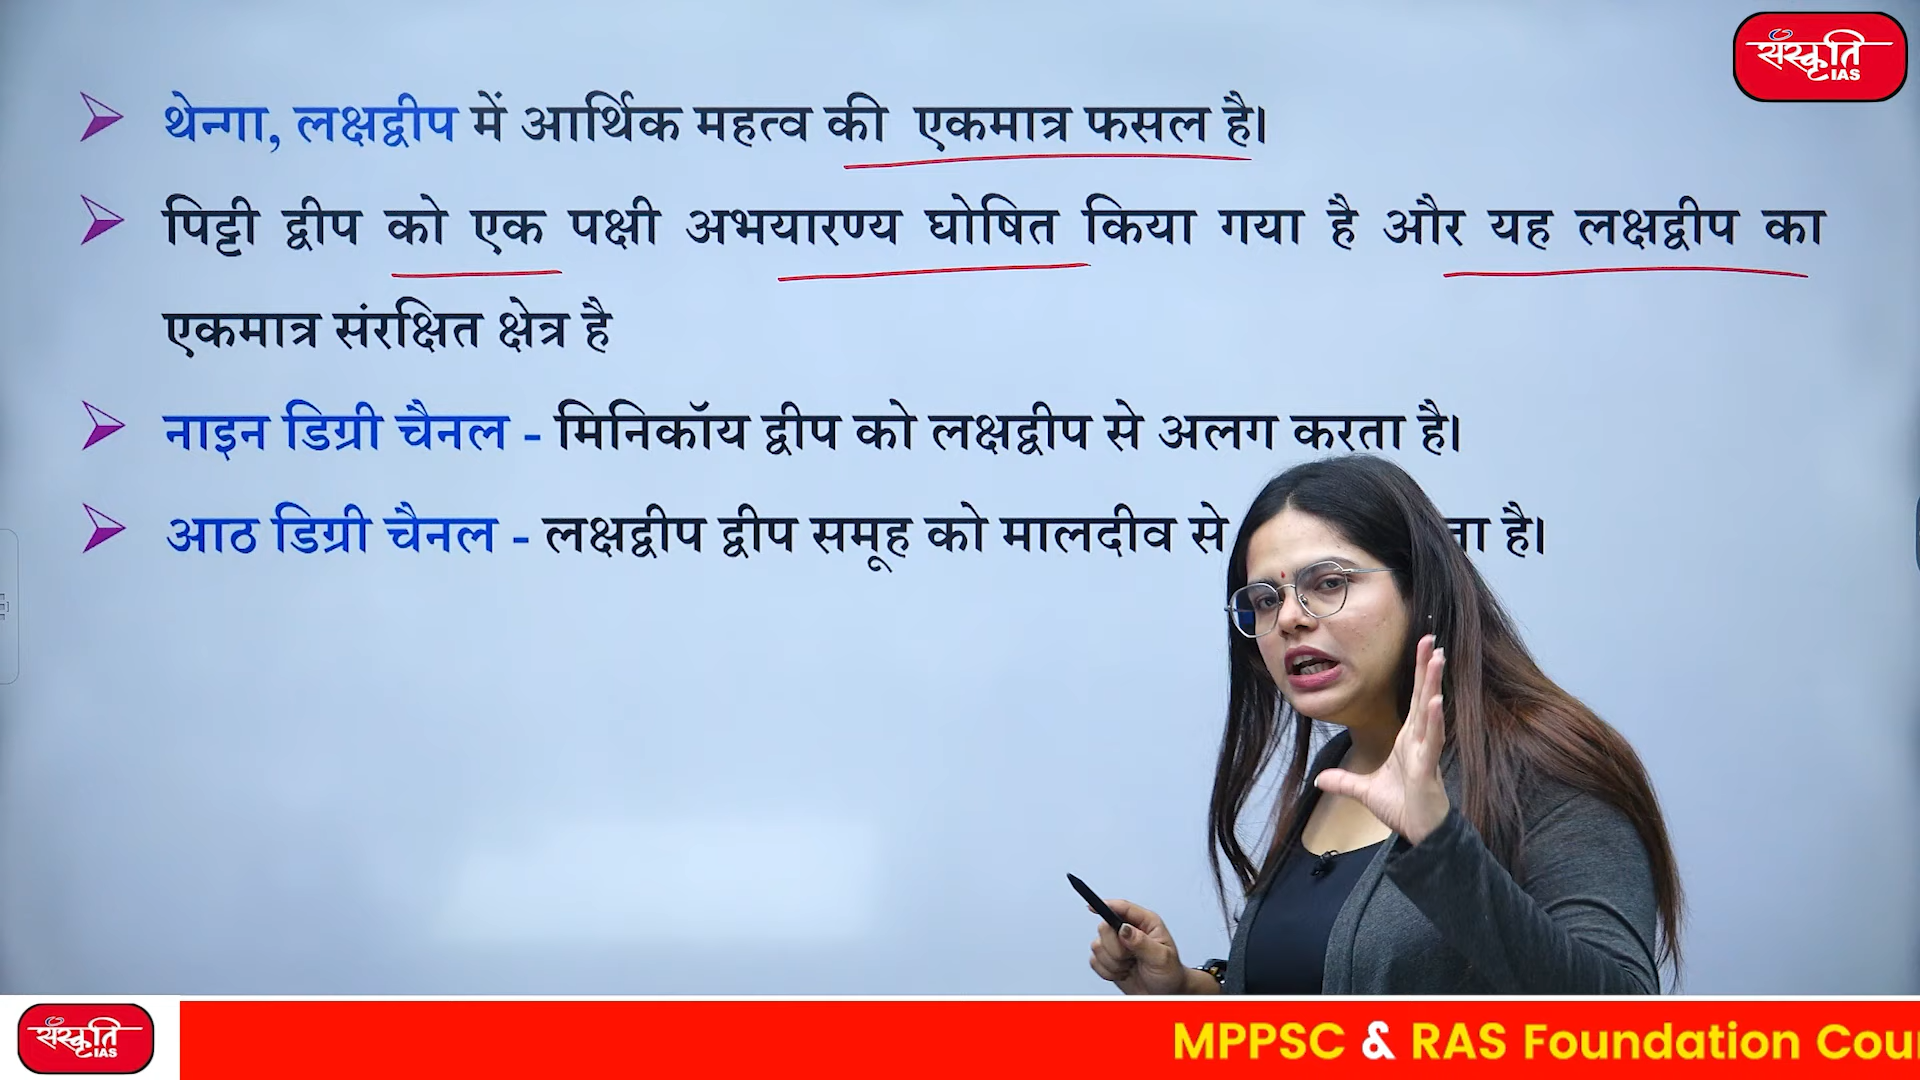 संस्कृति
IAS
थेन्गा, लक्षद्वीप में आर्थिक महत्व की एकमात्र फसल है।
पिट्टी द्वीप को एक पक्षी अभयारण्य घोषित किया गया है और यह लक्षद्वीप का
एकमात्र संरक्षित क्षेत्र है
नाइन डिग्री चैनल - मिनिकॉय द्वीप को लक्षद्वीप से अलग करता है।
आठ डिग्री चैनल - लक्षद्वीप द्वीप समूह को मालदीव से है।
संस्कृति
IAS
MPPSC & RAS Foundation